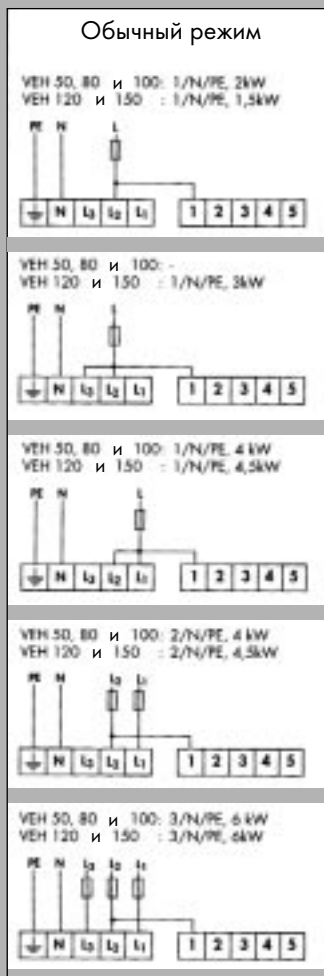 Обычный режим
VEH 50, 80 и 100: 1/N/PE, 2kW
VEH 120 и 150 : 1/N/PE, 1,5kW
PE N L
N L3 L2 L1 1 2 3 4 5
VEH 50, 80 и 100: -
VEH 120 и 150 : 1/N/PE, 3kW
PE N L
N L3 L2 L1 1 2 3 4 5
VEH 50, 80 и 100: 1/N/PE, 4 kW
VEH 120 и 150 : 1/N/PE, 4,5kW
PE N L
N L3 L2 L1 1 2 3 4 5
VEH 50, 80 и 100: 2/N/PE, 4 kW
VEH 120 и 150 : 2/N/PE, 4,5kW
PE N L2 L1
N L3 L2 L1 1 2 3 4 5
VEH 50, 80 и 100: 3/N/PE, 6 kW
VEH 120 и 150 : 3/N/PE, 6kW
PE N L3 L2 L1
N L3 L2 L1 1 2 3 4 5